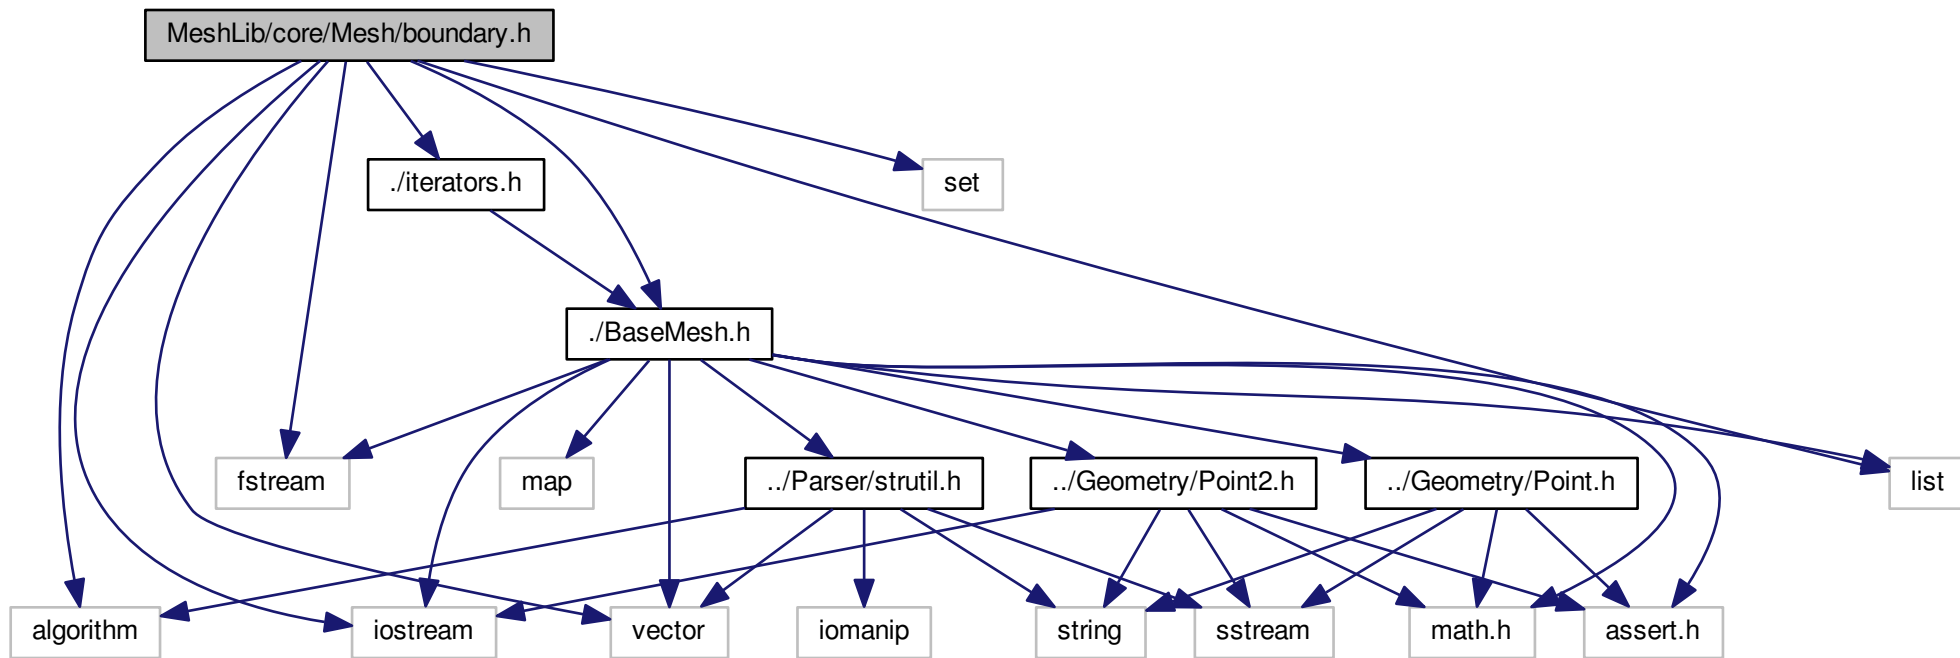 MeshLib/core/Mesh/boundary.h
./iterators.h
set
./BaseMesh.h
fstream
map
../Parser/strutil.h
../Geometry/Point2.h
../Geometry/Point.h
list
algorithm
iostream
vector
iomanip
string
sstream
math.h
assert.h